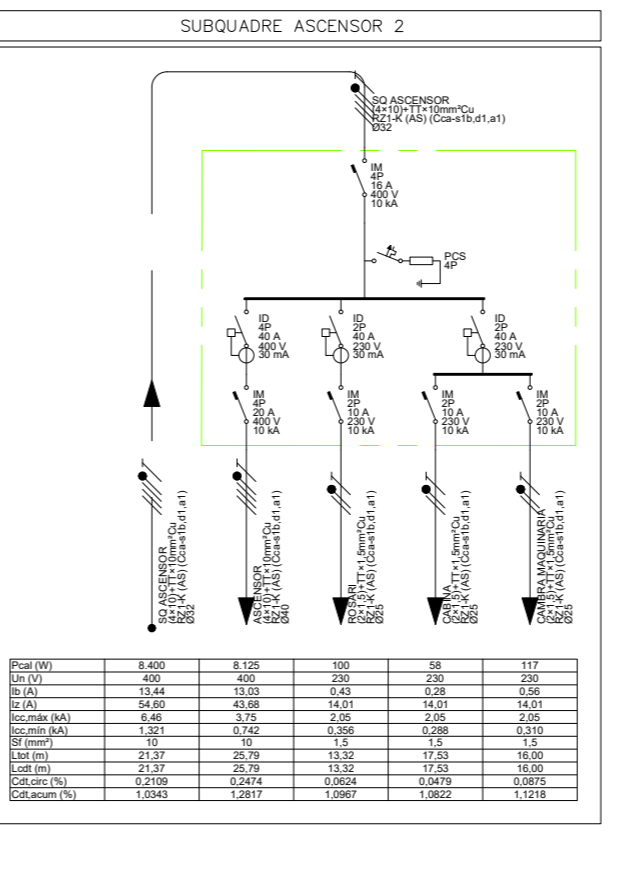 SUBQUADRE ASCENSOR 2
SQ ASCENSOR
(4×10)+TT×10mm²Cu
RZ1-K (AS) (Cca-s1b,d1,a1)
Ø32
IM
4P
16 A
400 V
10 kA
PCS
4P
ID
4P
40 A
400 V
30 mA
ID
2P
40 A
230 V
30 mA
ID
2P
40 A
230 V
30 mA
IM
4P
20 A
400 V
10 kA
IM
2P
10 A
230 V
10 kA
IM
2P
10 A
230 V
10 kA
IM
2P
10 A
230 V
10 kA
SQ ASCENSOR
(4×10)+TT×10mm²Cu
RZ1-K (AS) (Cca-s1b,d1,a1)
Ø32
ASCENSOR
(4×10)+TT×10mm²Cu
RZ1-K (AS) (Cca-s1b,d1,a1)
Ø40
ROSARI
(2×1,5)+TT×1,5mm²Cu
RZ1-K (AS) (Cca-s1b,d1,a1)
Ø25
CABINA
(2×1,5)+TT×1,5mm²Cu
RZ1-K (AS) (Cca-s1b,d1,a1)
Ø25
CAMBRA MAQUINARIA
(2×1,5)+TT×1,5mm²Cu
RZ1-K (AS) (Cca-s1b,d1,a1)
Ø25
Pcal (W) 8.400 8.125 100 58 117
Un (V) 400 400 230 230 230
Ib (A) 13,44 13,03 0,43 0,28 0,56
Iz (A) 54,60 43,68 14,01 14,01 14,01
Icc,máx (kA) 6,46 3,75 2,05 2,05 2,05
Icc,mín (kA) 1,321 0,742 0,356 0,288 0,310
Sf (mm²) 10 10 1,5 1,5 1,5
Ltot (m) 21,37 25,79 13,32 17,53 16,00
Lcdt (m) 21,37 25,79 13,32 17,53 16,00
Cdt,circ (%) 0,2109 0,2474 0,0624 0,0479 0,0875
Cdt,acum (%) 1,0343 1,2817 1,0967 1,0822 1,1218